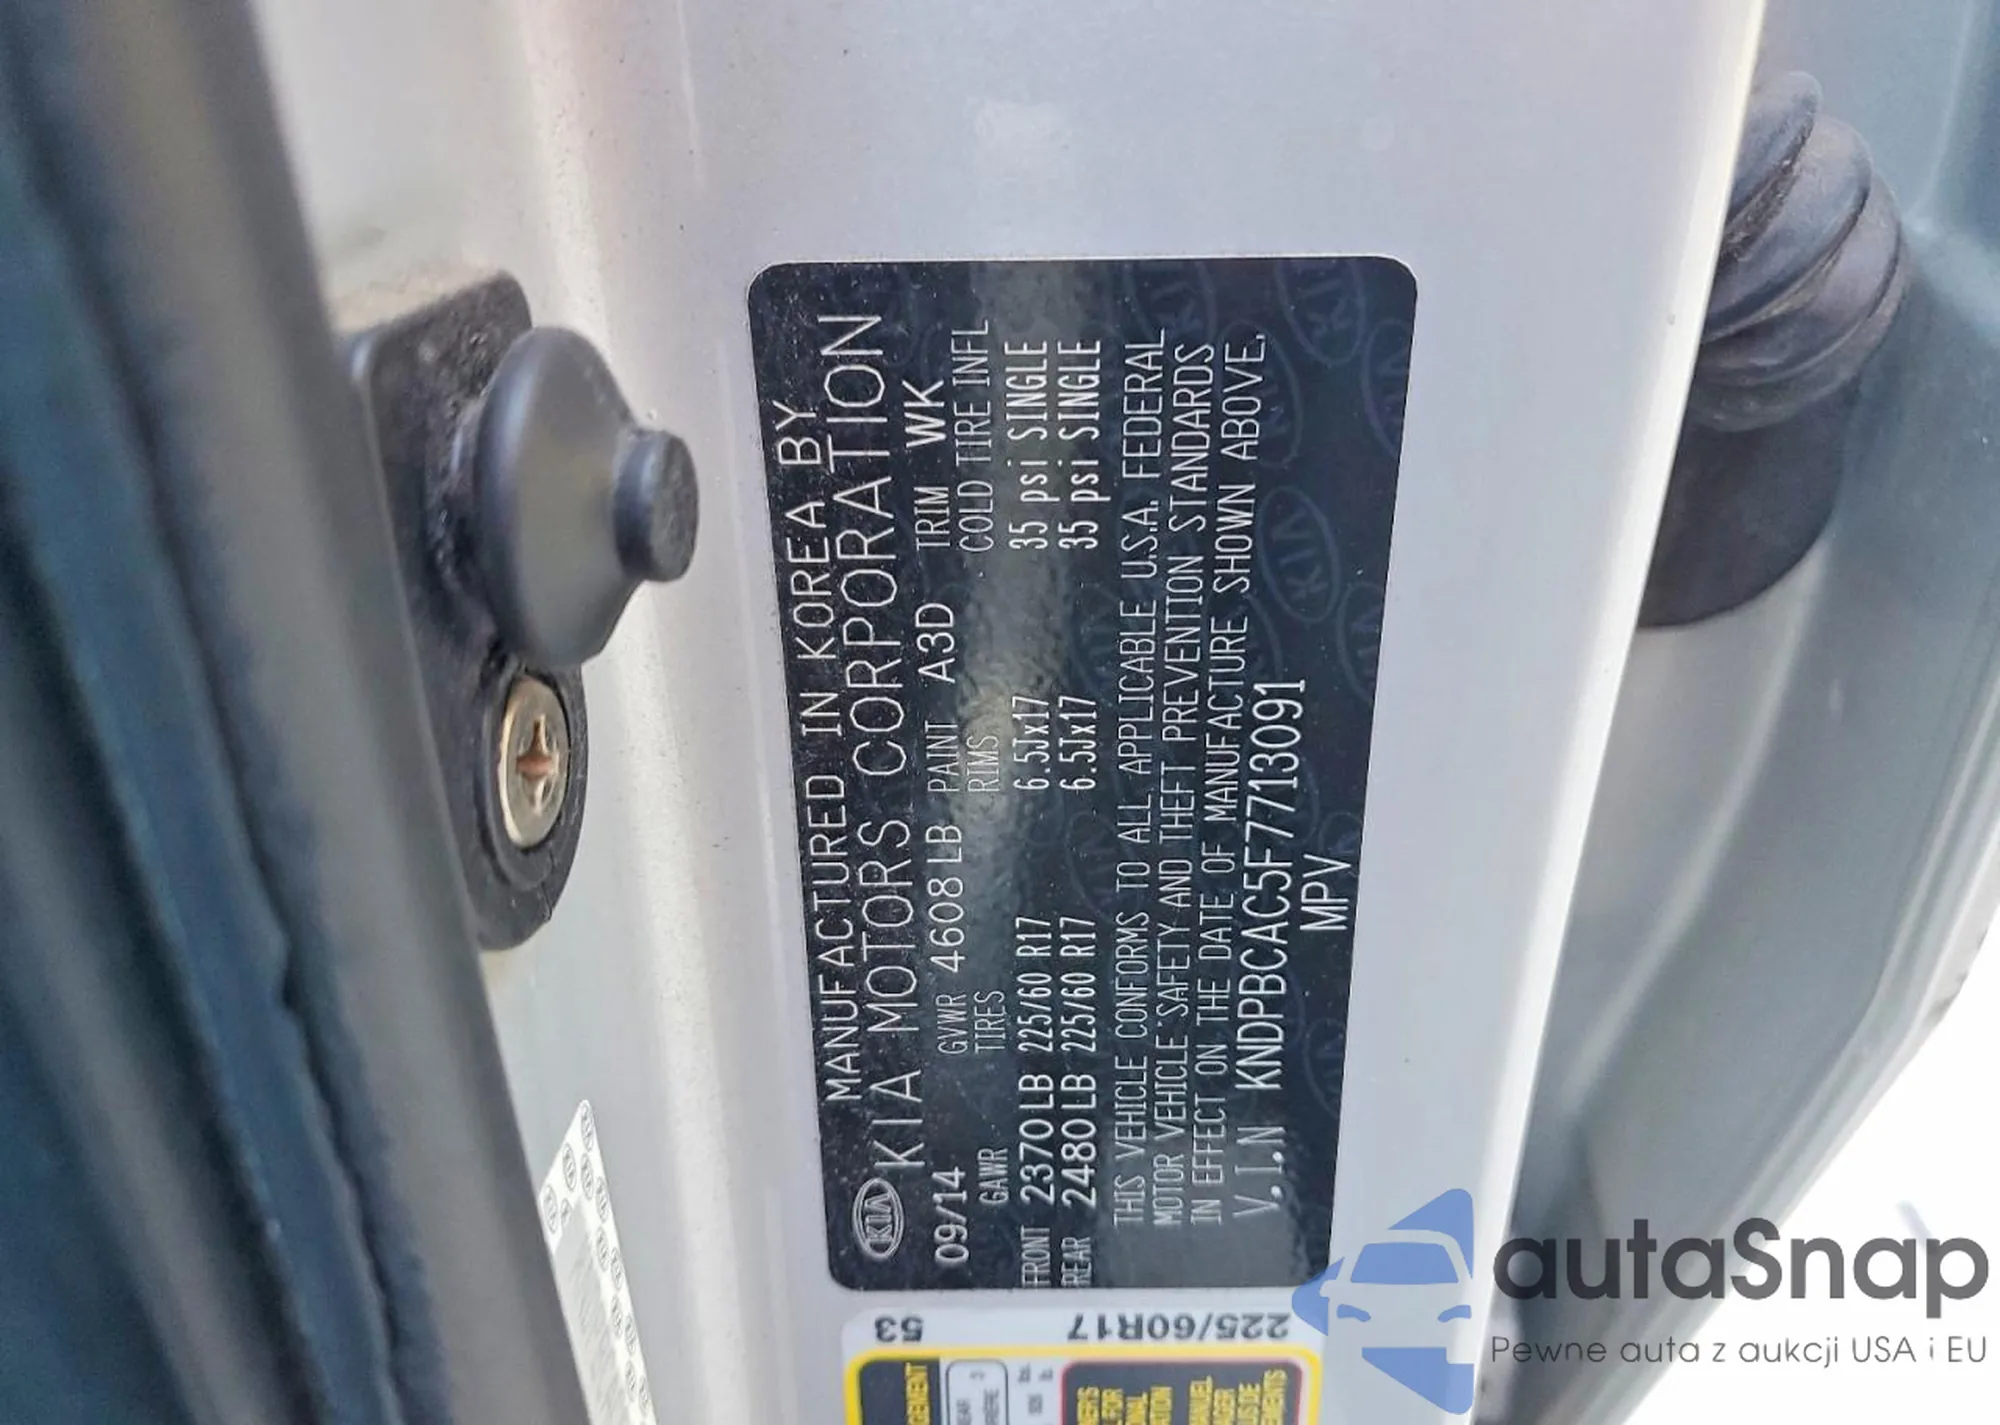 MANUFACTURED IN KOREA BY
KIA KIA MOTORS CORPORATION
09/14 GVWR 4608 LB PAINT A3D TRIM WK
GAWR TIRES RIMS COLD TIRE INFL
FRONT 2370 LB 225/60 R17 6.5Jx17 35 psi SINGLE
REAR 2480 LB 225/60 R17 6.5Jx17 35 psi SINGLE
THIS VEHICLE CONFORMS TO ALL APPLICABLE U.S.A. FEDERAL
MOTOR VEHICLE SAFETY AND THEFT PREVENTION STANDARDS
IN EFFECT ON THE DATE OF MANUFACTURE SHOWN ABOVE.
V.I.N KNDPBCAC5F7713091
MPV
225/60R17 53
autaSnap
Pewne auta z aukcji USA i EU